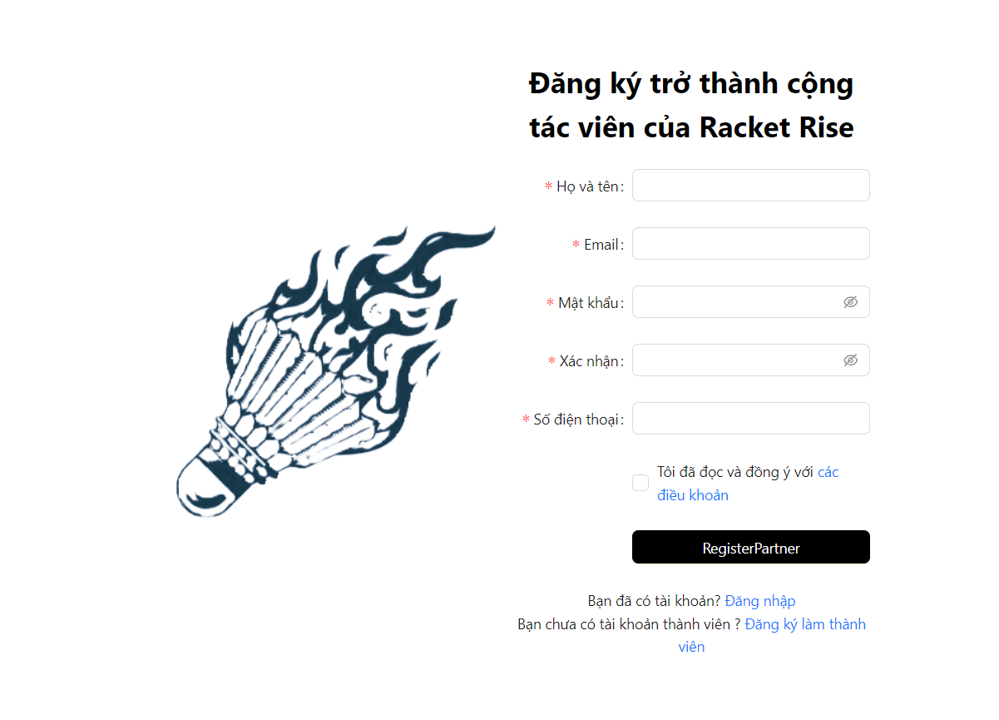 Đăng ký trở thành cộng
tác viên của Racket Rise
* Họ và tên:
* Email:
* Mật khẩu:
* Xác nhận:
* Số điện thoại:
Tôi đã đọc và đồng ý với các
điều khoản
RegisterPartner
Bạn đã có tài khoản? Đăng nhập
Bạn chưa có tài khoản thành viên ? Đăng ký làm thành
viên